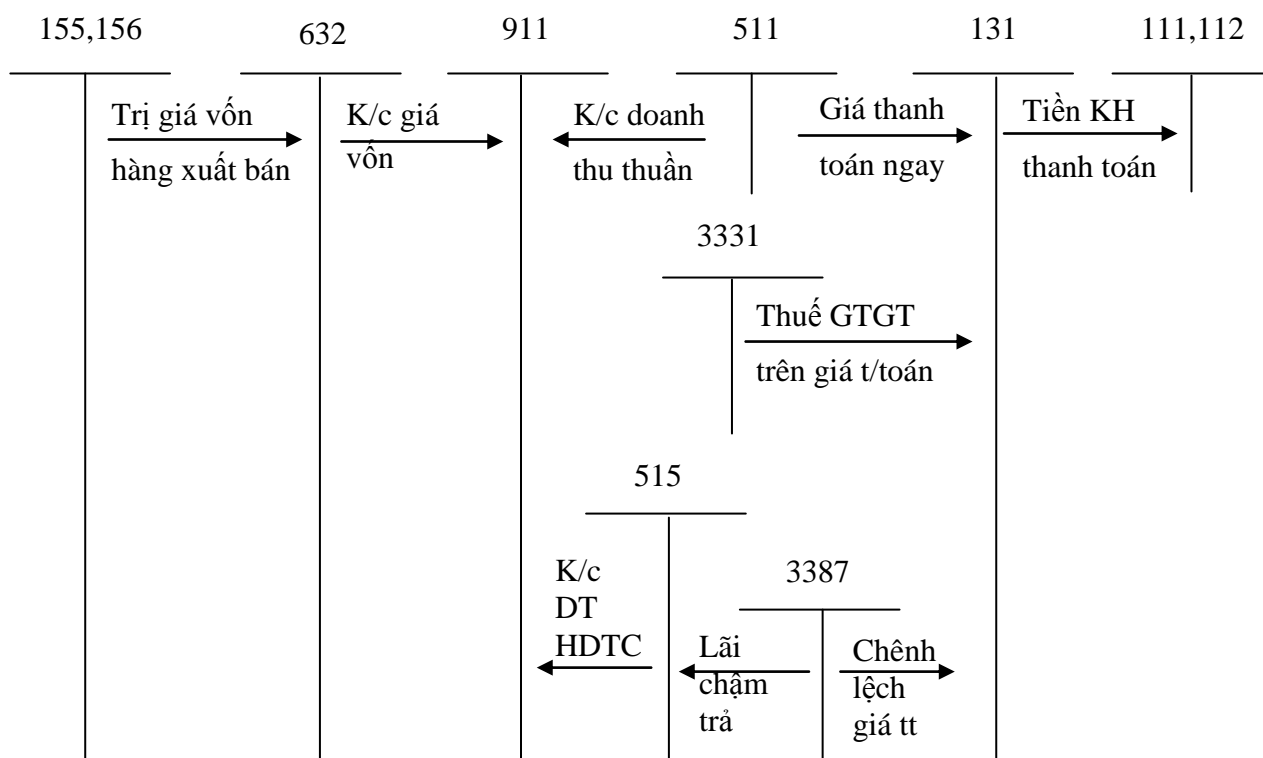 155,156 632 911 511 131 111,112
Trị giá vốn
hàng xuất bán
K/c giá
vốn
K/c doanh
thu thuần
Giá thanh
toán ngay
Tiền KH
thanh toán
3331
Thuế GTGT
trên giá t/toán
515
K/c
DT
HDTC
3387
Lãi
chậm
trả
Chênh
lệch
giá tt